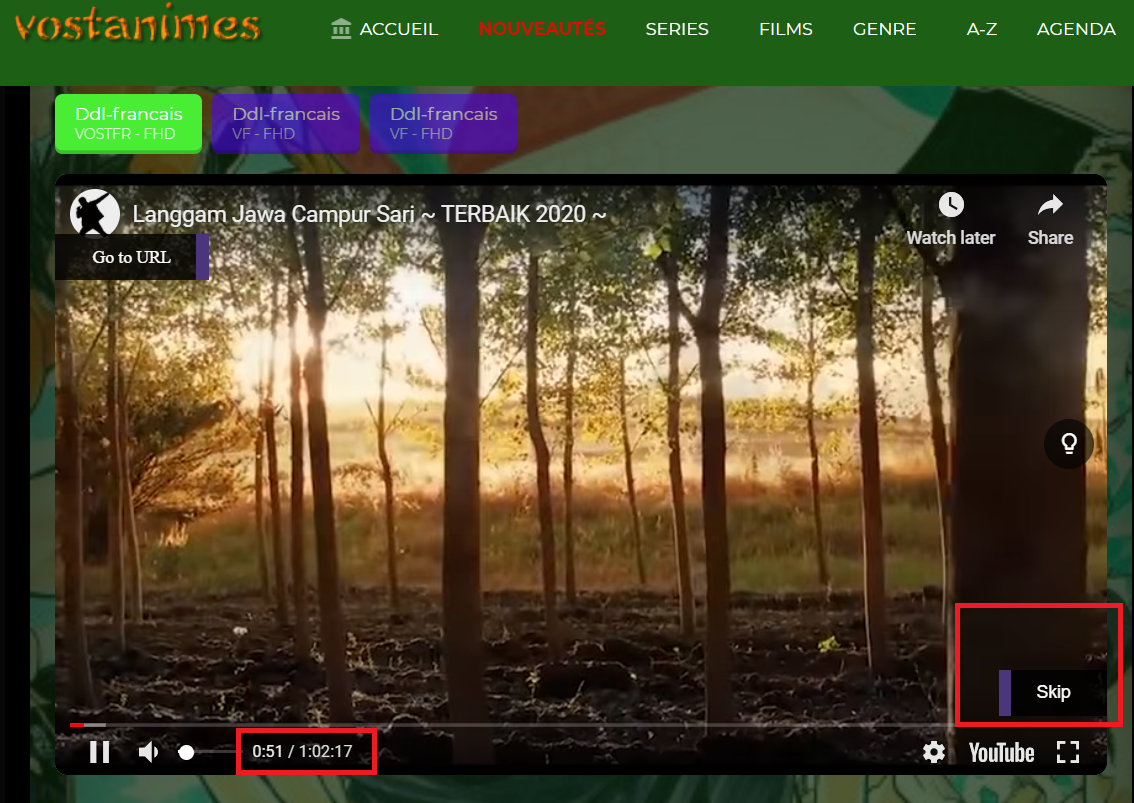 vostanimes
ACCUEIL
NOUVEAUTÉS
SERIES
FILMS
GENRE
A-Z
AGENDA
Ddl-francais
VOSTFR - FHD
Ddl-francais
VF - FHD
Ddl-francais
VF - FHD
Langgam Jawa Campur Sari ~ TERBAIK 2020 ~
Watch later
Share
Go to URL
Skip
0:51 / 1:02:17
YouTube